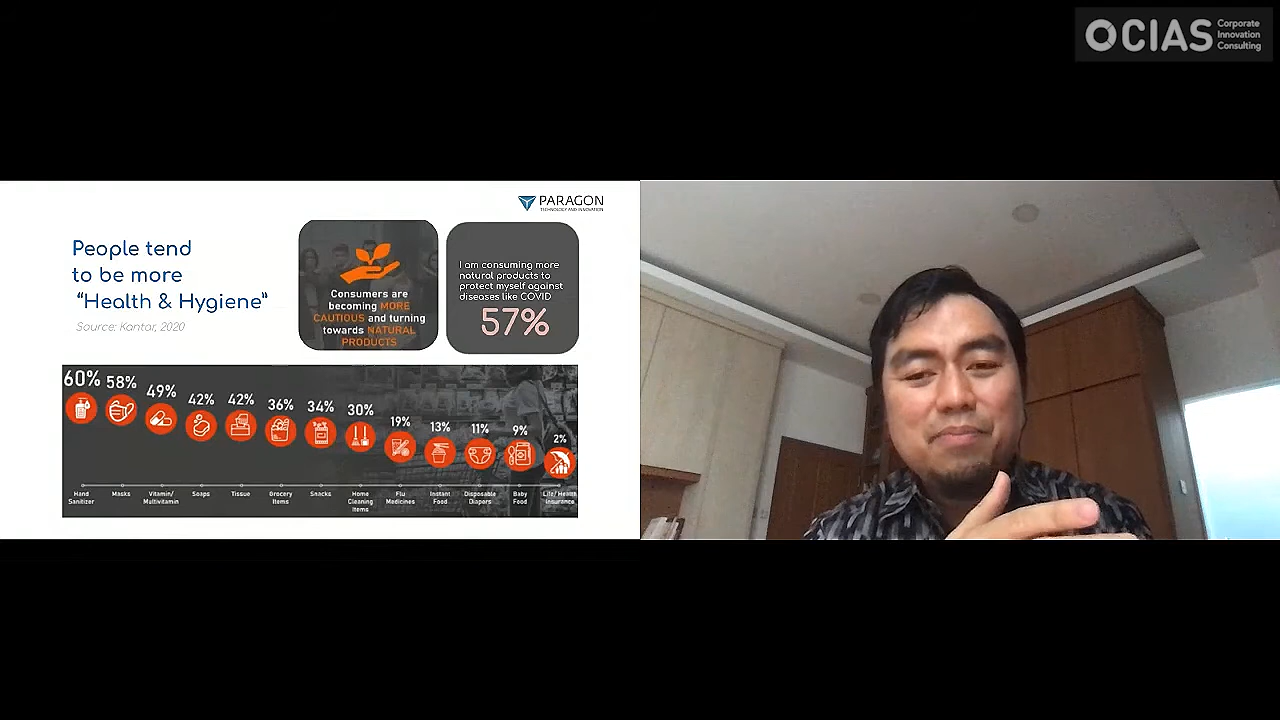 OCIAS
Corporate
Innovation
Consulting
PARAGON
TECHNOLOGY AND INNOVATION
People tend
to be more
“Health & Hygiene”
Source: Kantar, 2020
Consumers are
becoming MORE
CAUTIOUS and turning
towards NATURAL
PRODUCTS
I am consuming more
natural products to
protect myself against
diseases like COVID
57%
60% 58% 49% 42% 42% 36% 34% 30% 19% 13% 11% 9% 2%
Hand
Sanitizer
Masks
Vitamin/
Multivitamin
Soaps
Tissue
Grocery
Items
Snacks
Home
Cleaning
Items
Flu
Medicines
Instant
Food
Disposable
Diapers
Baby
Food
Life/ Health
Insurance